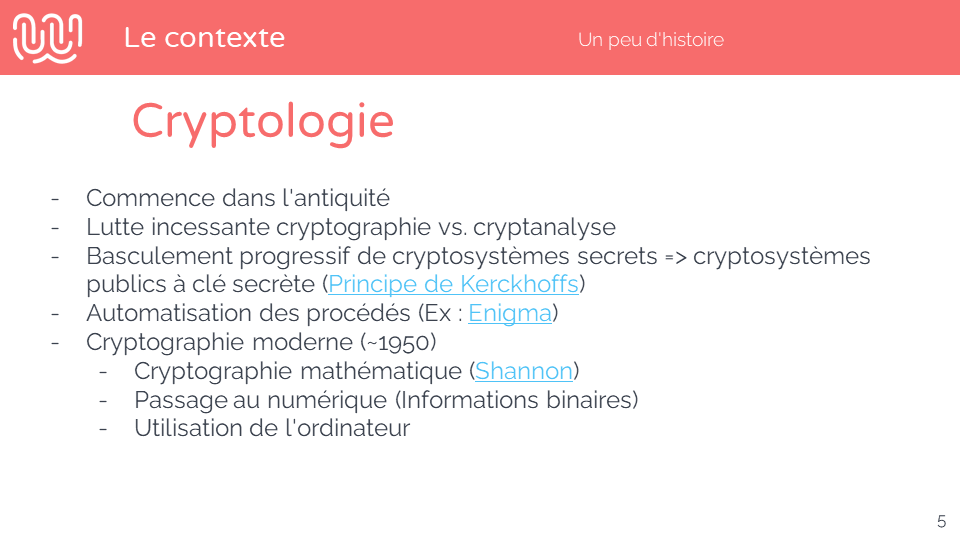 Le contexte
Un peu d'histoire
Cryptologie
- Commence dans l'antiquité
- Lutte incessante cryptographie vs. cryptanalyse
- Basculement progressif de cryptosystèmes secrets => cryptosystèmes
publics à clé secrète (Principe de Kerckhoffs)
- Automatisation des procédés (Ex : Enigma)
- Cryptographie moderne (~1950)
- Cryptographie mathématique (Shannon)
- Passage au numérique (Informations binaires)
- Utilisation de l'ordinateur
5